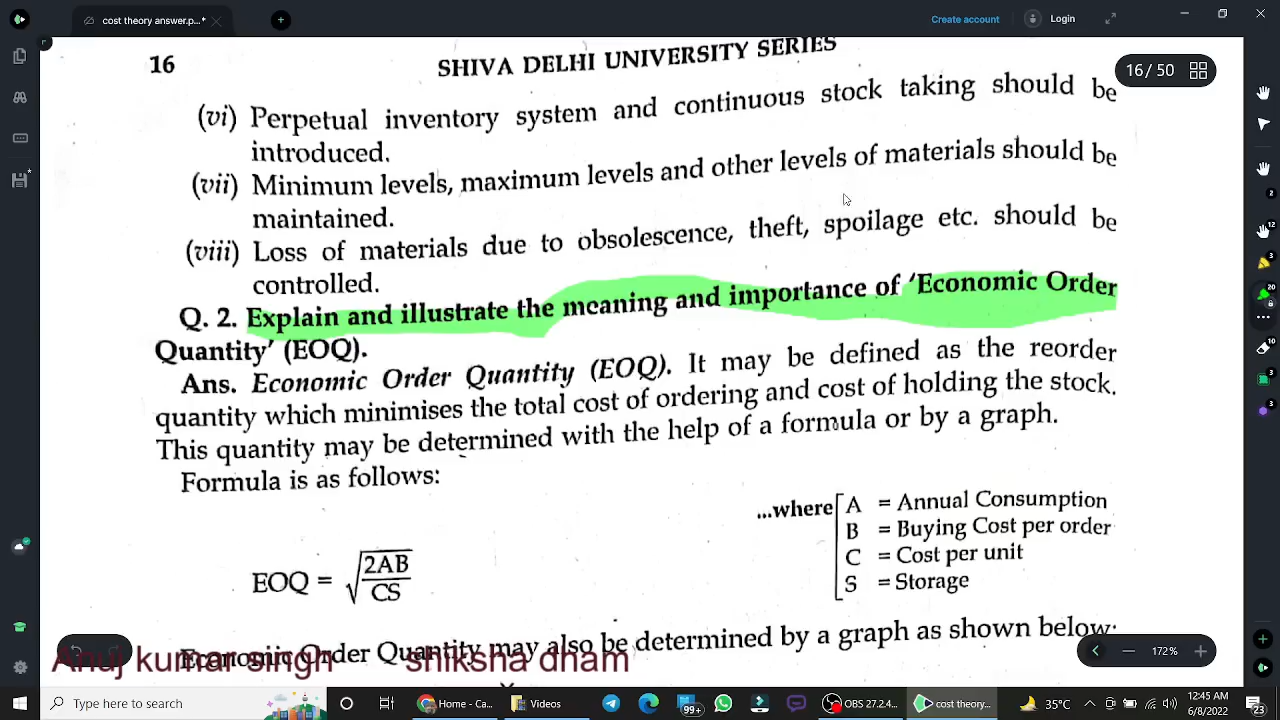 cost theory answer.p...
Create account
Login
16
SHIVA DELHI UNIVERSITY SERIES
16 / 50
(vi) Perpetual inventory system and continuous stock taking should be
introduced.
(vii) Minimum levels, maximum levels and other levels of materials should be
maintained.
(viii) Loss of materials due to obsolescence, theft, spoilage etc. should be
controlled.
Q. 2. Explain and illustrate the meaning and importance of 'Economic Order
Quantity' (EOQ).
Ans. Economic Order Quantity (EOQ). It may be defined as the reorder
quantity which minimises the total cost of ordering and cost of holding the stock.
This quantity may be determined with the help of a formula or by a graph.
Formula is as follows:
...where A = Annual Consumption
B = Buying Cost per order
C = Cost per unit
S = Storage
EOQ = √2AB/CS
Economic Order Quantity may also be determined by a graph as shown below:
Anuj kumar singh shiksha dham
172%
Type here to search
Home - Ca...
Videos
99+
OBS 27.2.4...
cost theory...
35°C
12:45 AM
6/8/2022
23